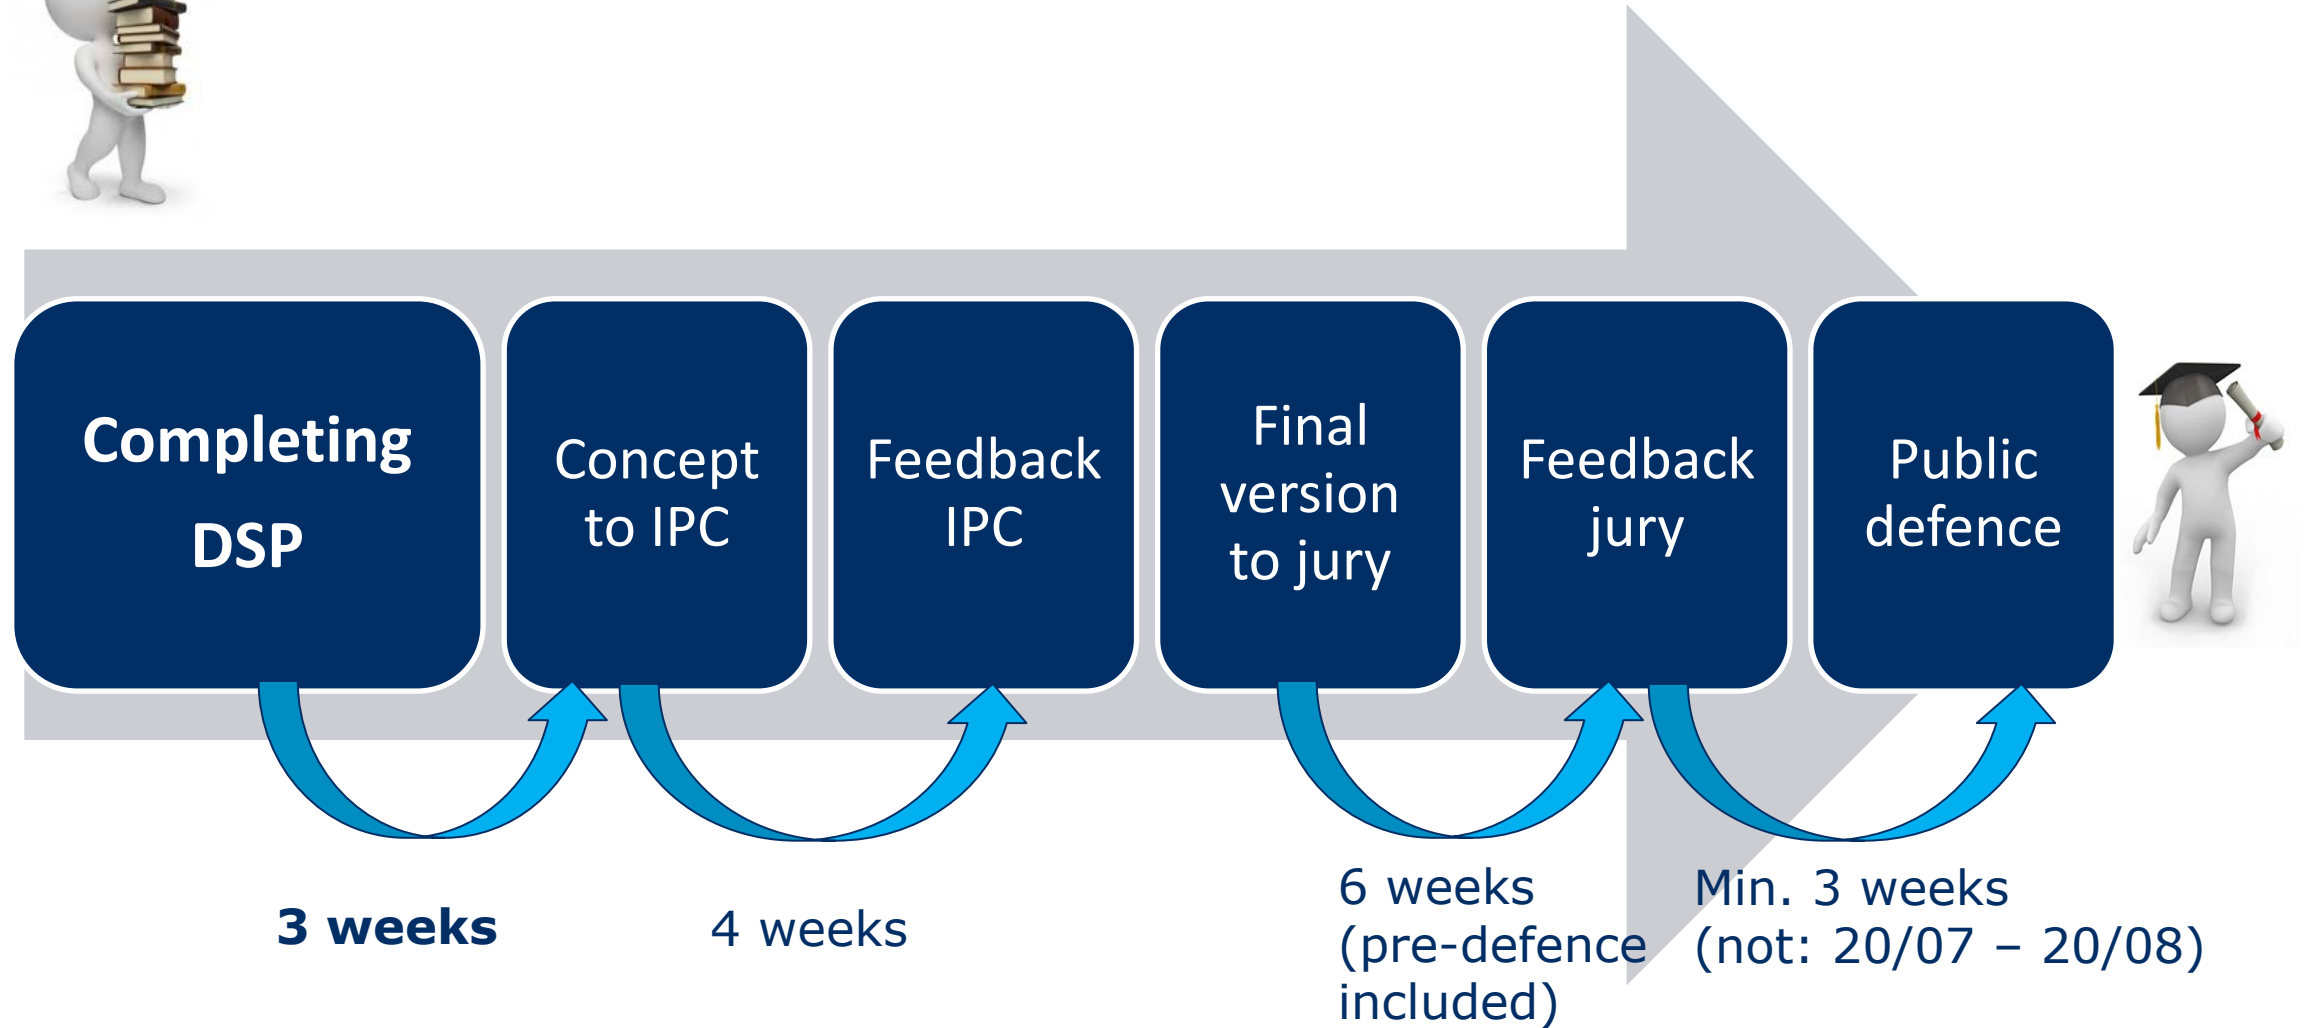 Completing
DSP
Concept
to IPC
Feedback
IPC
Final
version
to jury
Feedback
jury
Public
defence
3 weeks
4 weeks
6 weeks
(pre-defence
included)
Min. 3 weeks
(not: 20/07 – 20/08)